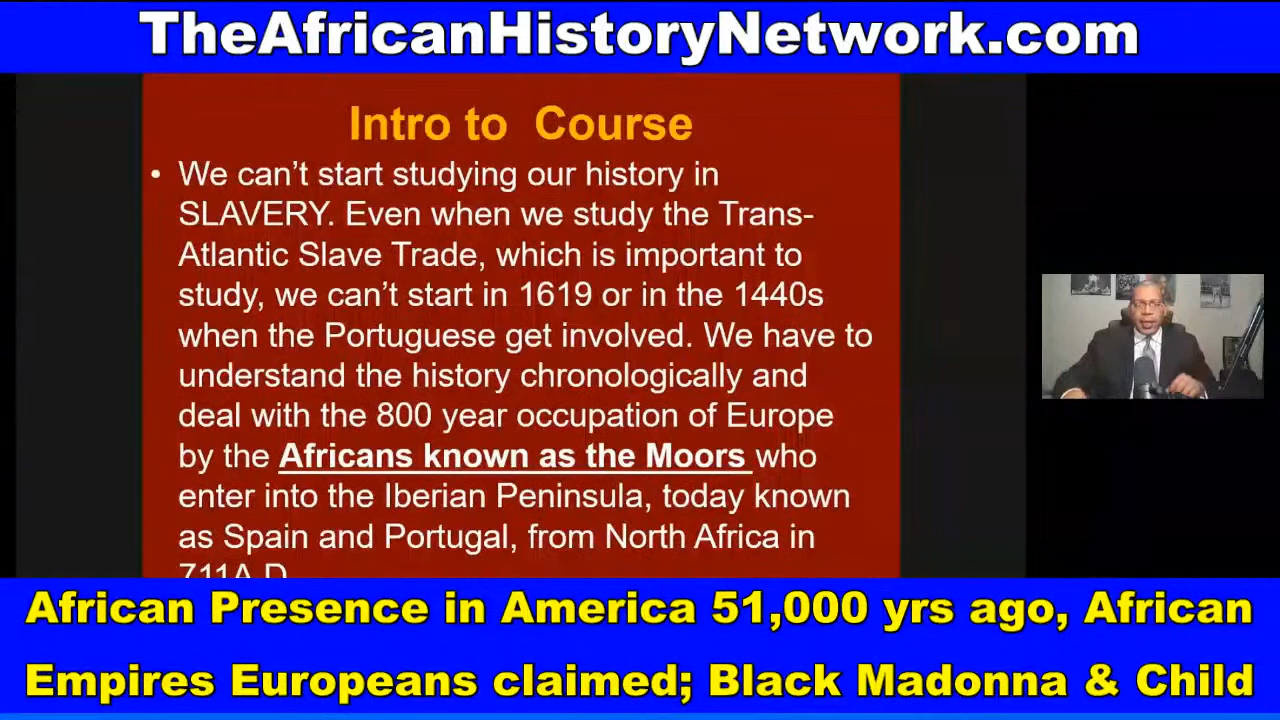 TheAfricanHistoryNetwork.com
Intro to Course
• We can't start studying our history in
SLAVERY. Even when we study the Trans-
Atlantic Slave Trade, which is important to
study, we can't start in 1619 or in the 1440s
when the Portuguese get involved. We have to
understand the history chronologically and
deal with the 800 year occupation of Europe
by the Africans known as the Moors who
enter into the Iberian Peninsula, today known
as Spain and Portugal, from North Africa in
711A.D
African Presence in America 51,000 yrs ago, African
Empires Europeans claimed; Black Madonna & Child